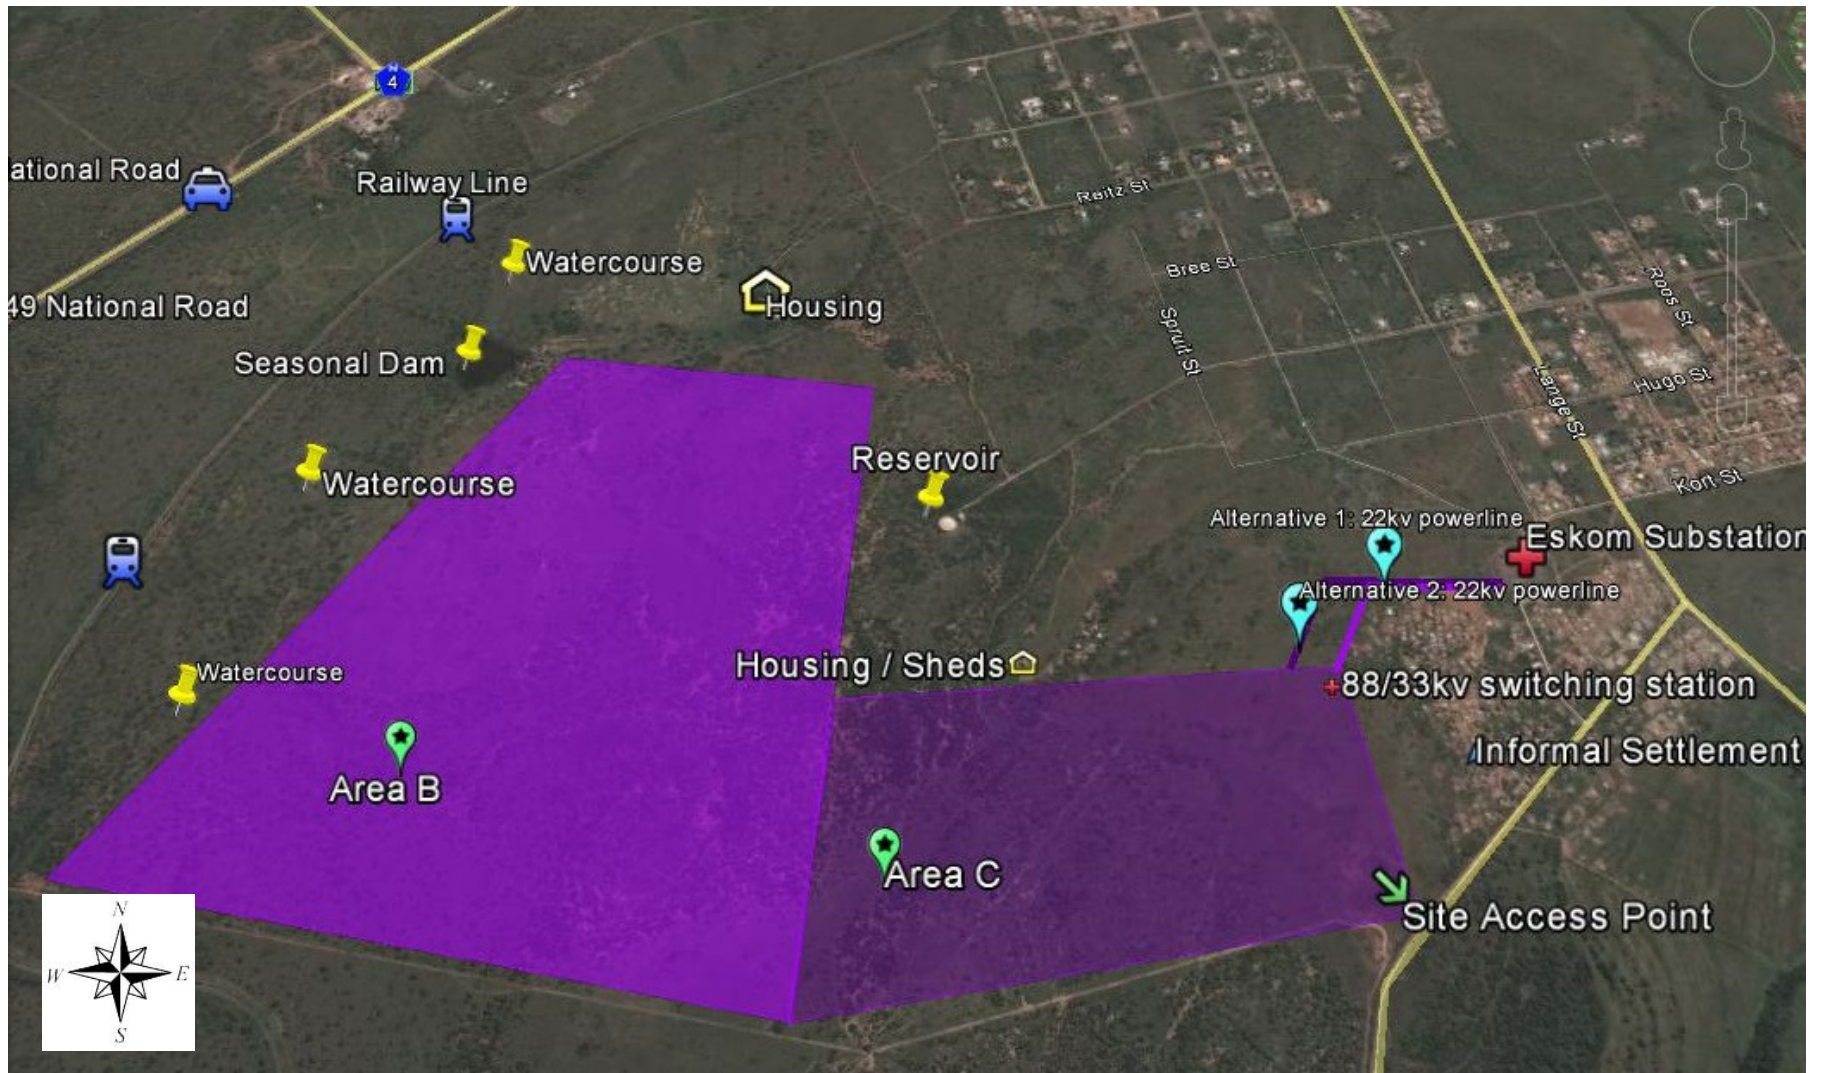 N
4
ational Road
Railway Line
Reitz St
Watercourse
Bree St
Housing
49 National Road
Roos St
Spruit St
Seasonal Dam
Lange St
Hugo St
Reservoir
Watercourse
Kort St
Alternative 1: 22kv powerline
Eskom Substation
Alternative 2: 22kv powerline
Housing / Sheds
Watercourse
88/33kv switching station
Informal Settlement
Area B
Area C
Site Access Point
N
W E
S